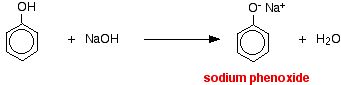 OH O⁻ Na⁺
+ NaOH + H₂O
sodium phenoxide